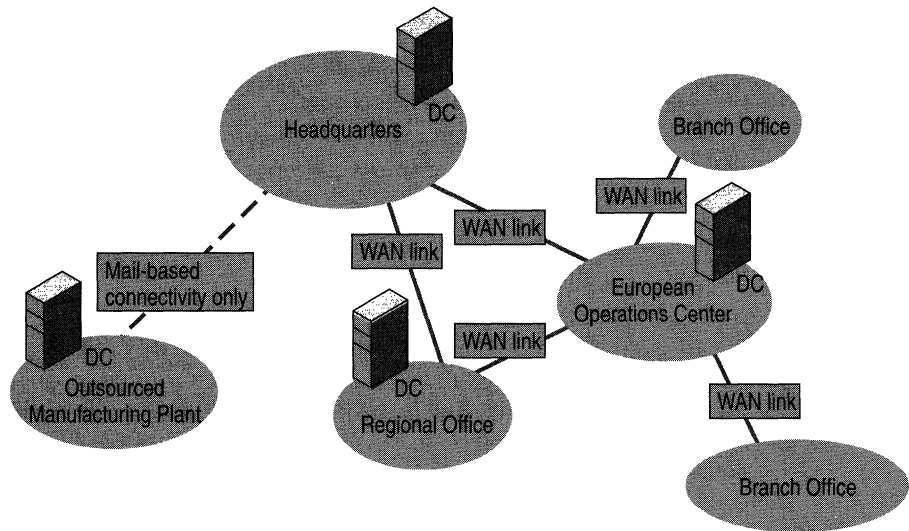 DC
Headquarters
Branch Office
WAN link
WAN link
WAN link
Mail-based
connectivity only
DC
European
Operations Center
WAN link
DC
Outsourced
Manufacturing Plant
DC
Regional Office
WAN link
Branch Office